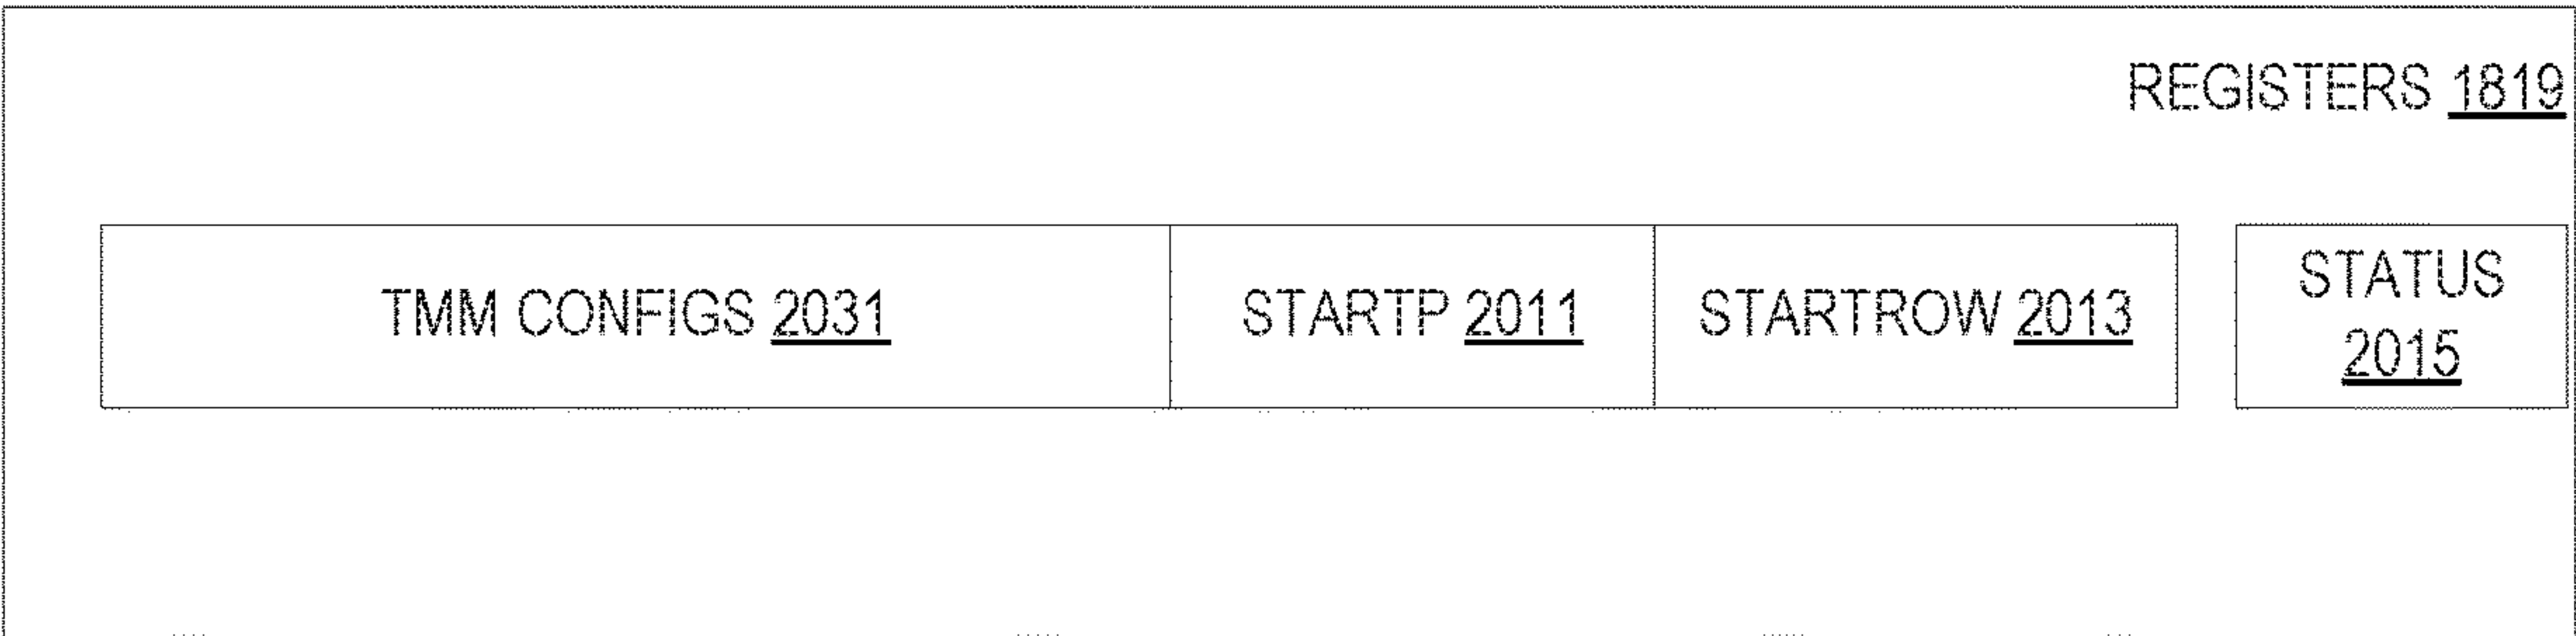 REGISTERS 1819
TMM CONFIGS 2031
STARTP 2011
STARTROW 2013
STATUS
2015